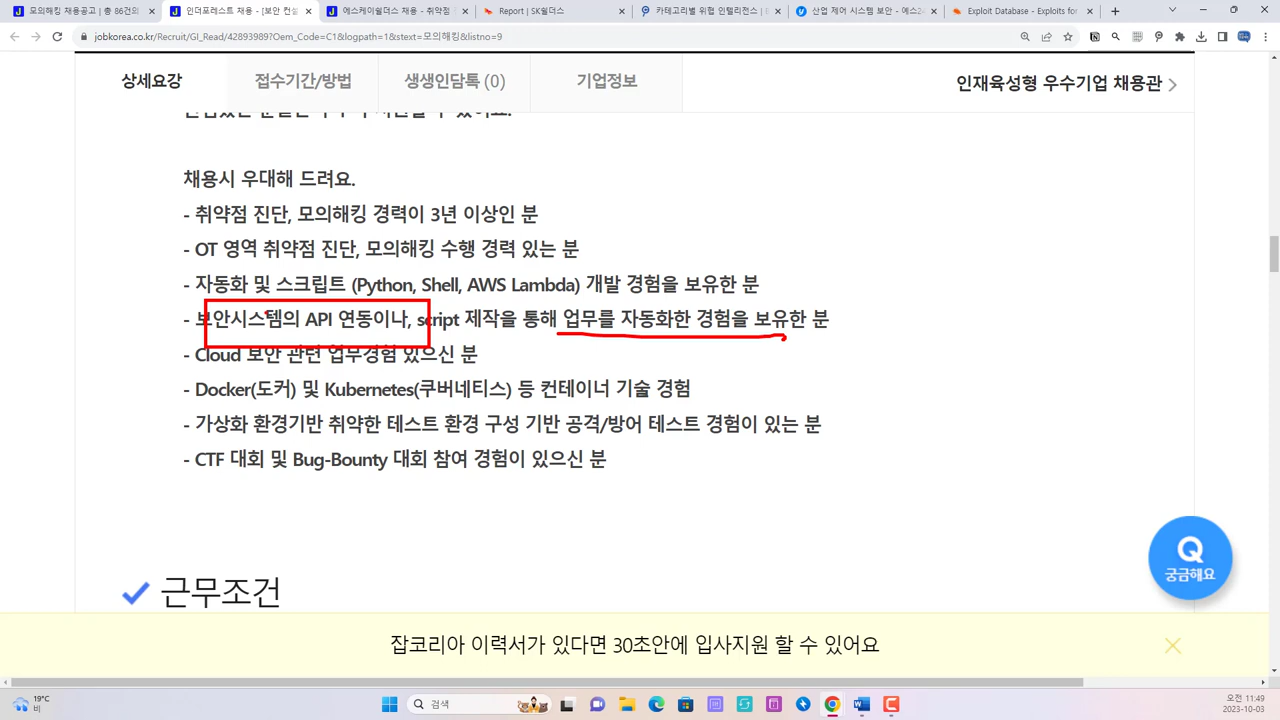 모의해킹 채용공고 | 총 86건의
인더포레스트 채용 - [보안 컨설
에스케이쉴더스 채용 - 취약점
Report | SK쉴더스
카테고리별 위협 인텔리전스 |
산업 제어 시스템 보안 - 예스24
Exploit Database - Exploits for
jobkorea.co.kr/Recruit/GI_Read/42893989?Oem_Code=C1&logpath=1&stext=모의해킹&listno=9
상세요강
접수기간/방법
생생인담톡 (0)
기업정보
인재육성형 우수기업 채용관
채용시 우대해 드려요.
- 취약점 진단, 모의해킹 경력이 3년 이상인 분
- OT 영역 취약점 진단, 모의해킹 수행 경력 있는 분
- 자동화 및 스크립트 (Python, Shell, AWS Lambda) 개발 경험을 보유한 분
- 보안시스템의 API 연동이나, script 제작을 통해 업무를 자동화한 경험을 보유한 분
- Cloud 보안 관련 업무경험 있으신 분
- Docker(도커) 및 Kubernetes(쿠버네티스) 등 컨테이너 기술 경험
- 가상화 환경기반 취약한 테스트 환경 구성 기반 공격/방어 테스트 경험이 있는 분
- CTF 대회 및 Bug-Bounty 대회 참여 경험이 있으신 분
Q
궁금해요
근무조건
잡코리아 이력서가 있다면 30초안에 입사지원 할 수 있어요
19°C
비
검색
오전 11:49
2023-10-03